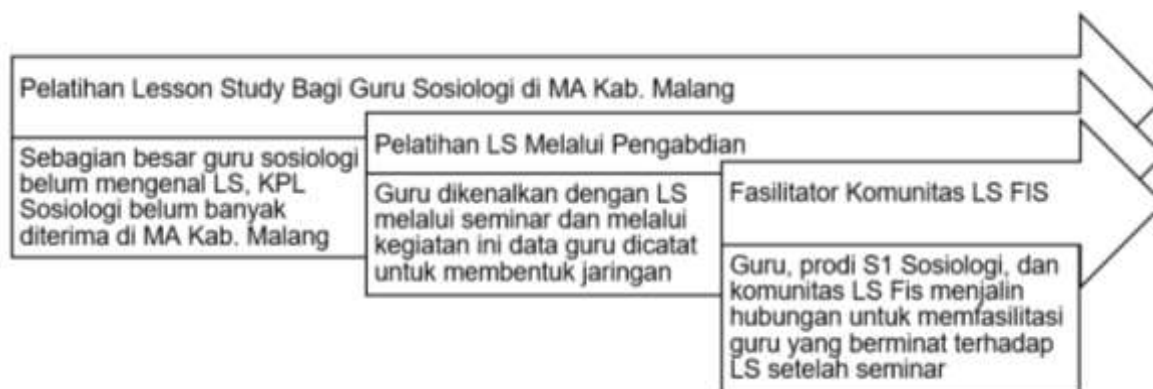 Pelatihan Lesson Study Bagi Guru Sosiologi di MA Kab. Malang
Sebagian besar guru sosiologi
belum mengenal LS, KPL
Sosiologi belum banyak
diterima di MA Kab. Malang
Pelatihan LS Melalui Pengabdian
Guru dikenalkan dengan LS
melalui seminar dan melalui
kegiatan ini data guru dicatat
untuk membentuk jaringan
Fasilitator Komunitas LS FIS
Guru, prodi S1 Sosiologi, dan
komunitas LS Fis menjalin
hubungan untuk memfasilitasi
guru yang berminat terhadap
LS setelah seminar